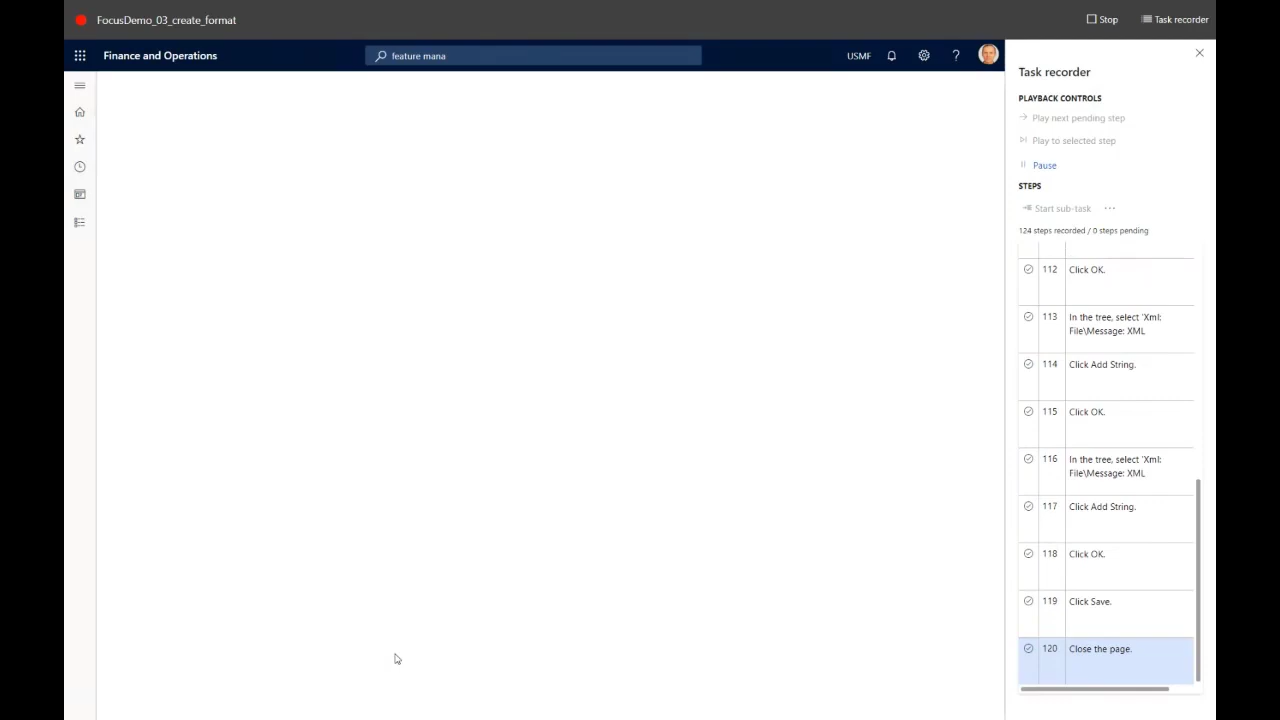 FocusDemo_03_create_format
Stop
Task recorder
Finance and Operations
feature mana
USMF
Task recorder
PLAYBACK CONTROLS
Play next pending step
Play to selected step
Pause
STEPS
Start sub-task
124 steps recorded / 0 steps pending
112 Click OK.
113 In the tree, select 'Xml:
File\Message: XML
114 Click Add String.
115 Click OK.
116 In the tree, select 'Xml:
File\Message: XML
117 Click Add String.
118 Click OK.
119 Click Save.
120 Close the page.